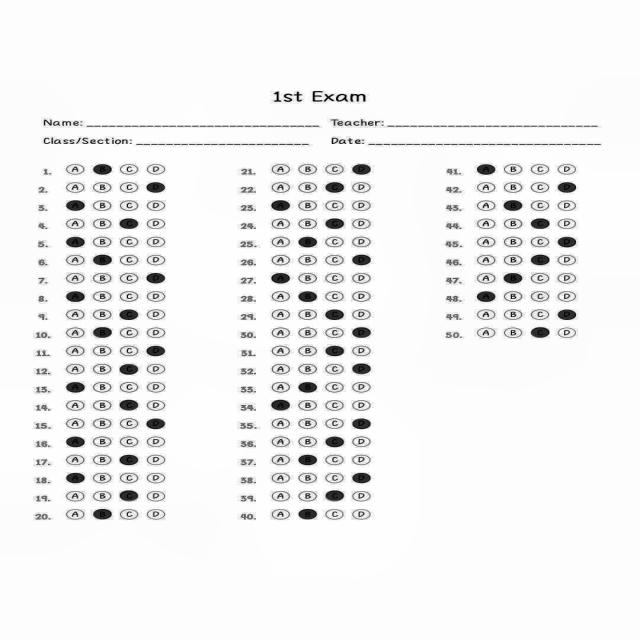 1st Exam
Name: ______________________________ Teacher: ___________________________
Class/Section: ______________________ Date: ______________________________
1. A B C D 21. A B C D 41. A B C D
2. A B C D 22. A B C D 42. A B C D
3. A B C D 23. A B C D 43. A B C D
4. A B C D 24. A B C D 44. A B C D
5. A B C D 25. A B C D 45. A B C D
6. A B C D 26. A B C D 46. A B C D
7. A B C D 27. A B C D 47. A B C D
8. A B C D 28. A B C D 48. A B C D
9. A B C D 29. A B C D 49. A B C D
10. A B C D 30. A B C D 50. A B C D
11. A B C D 31. A B C D
12. A B C D 32. A B C D
13. A B C D 33. A B C D
14. A B C D 34. A B C D
15. A B C D 35. A B C D
16. A B C D 36. A B C D
17. A B C D 37. A B C D
18. A B C D 38. A B C D
19. A B C D 39. A B C D
20. A B C D 40. A B C D